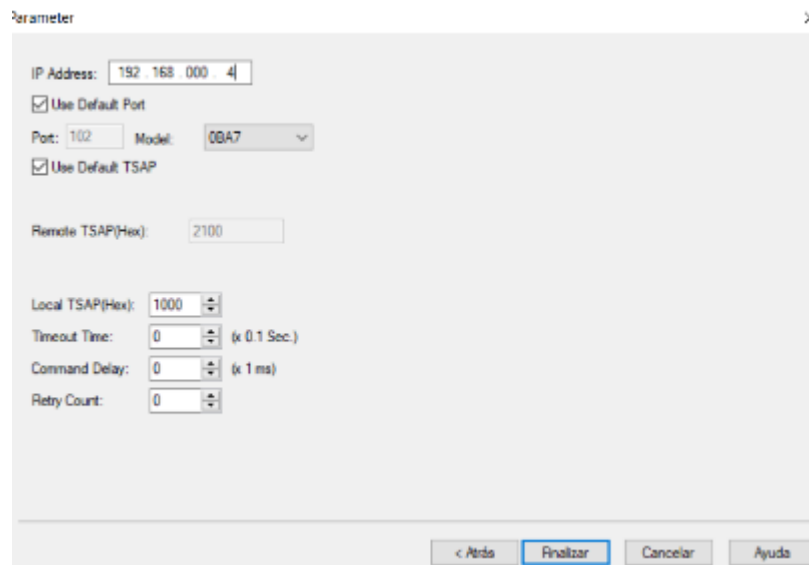 Parameter
IP Address: 192 . 168 . 000 . 4
Use Default Port
Port: 102 Model: 0BA7
Use Default TSAP
Remote TSAP(Hex): 2100
Local TSAP(Hex): 1000
Timeout Time: 0 (x 0.1 Sec.)
Command Delay: 0 (x 1 ms)
Retry Count: 0
< Atrás Finalizar Cancelar Ayuda